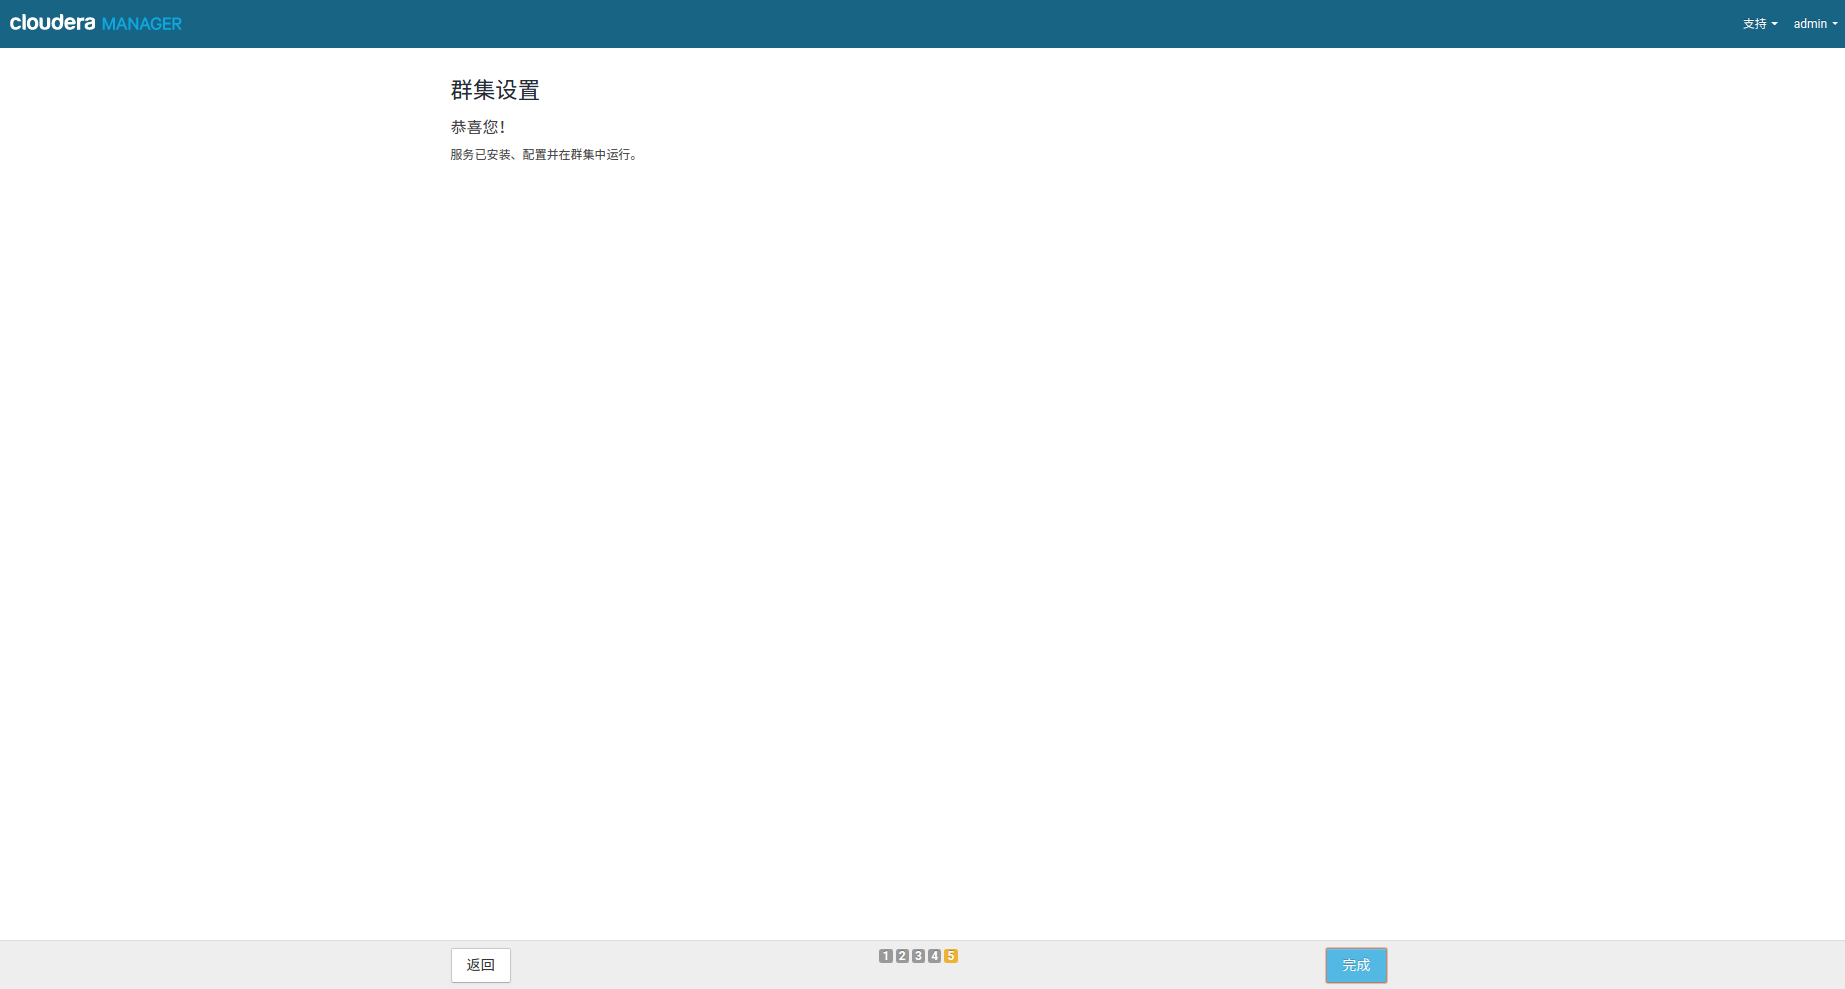 cloudera MANAGER
支持 admin
群集设置
恭喜您！
服务已安装、配置并在群集中运行。
返回 1 2 3 4 5 完成